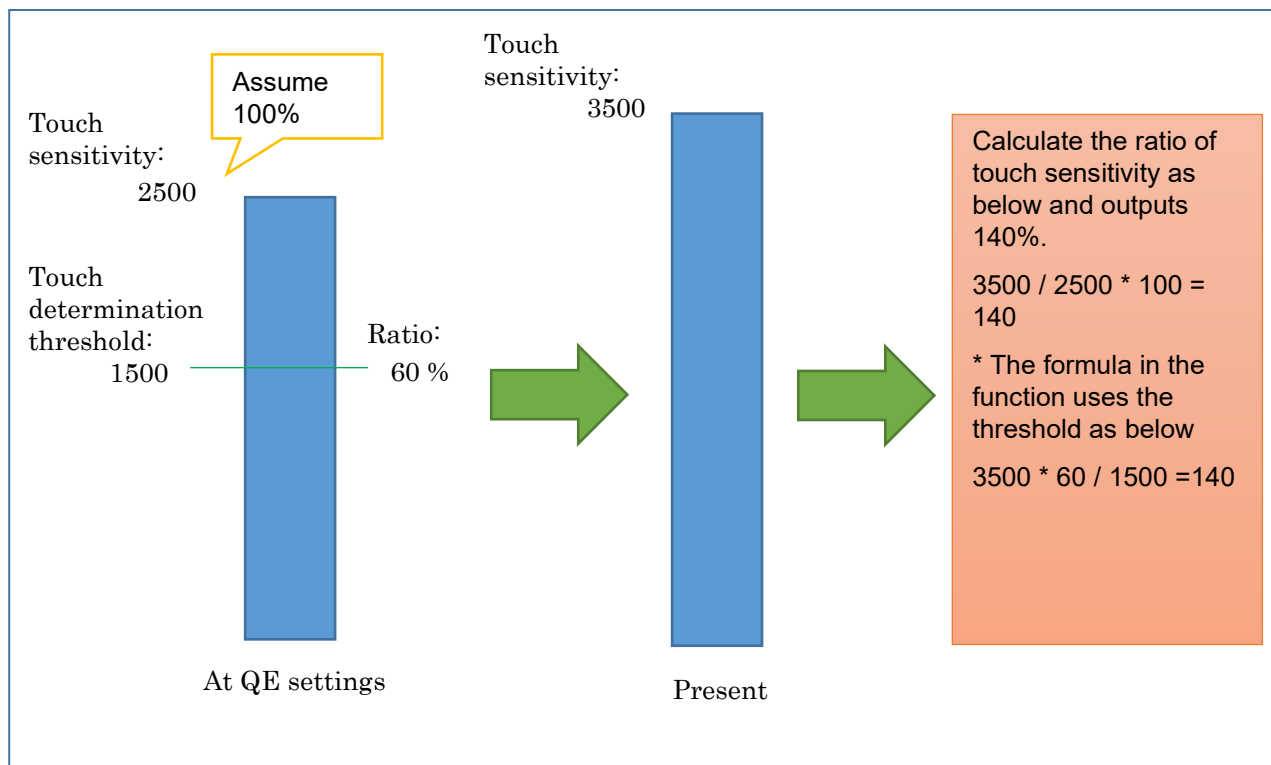 Assume
100%
Touch
sensitivity:
2500
Touch
determination
threshold:
1500
Ratio:
60 %
At QE settings
Touch
sensitivity:
3500
Present
Calculate the ratio of
touch sensitivity as
below and outputs
140%.
3500 / 2500 * 100 =
140
* The formula in the
function uses the
threshold as below
3500 * 60 / 1500 =140